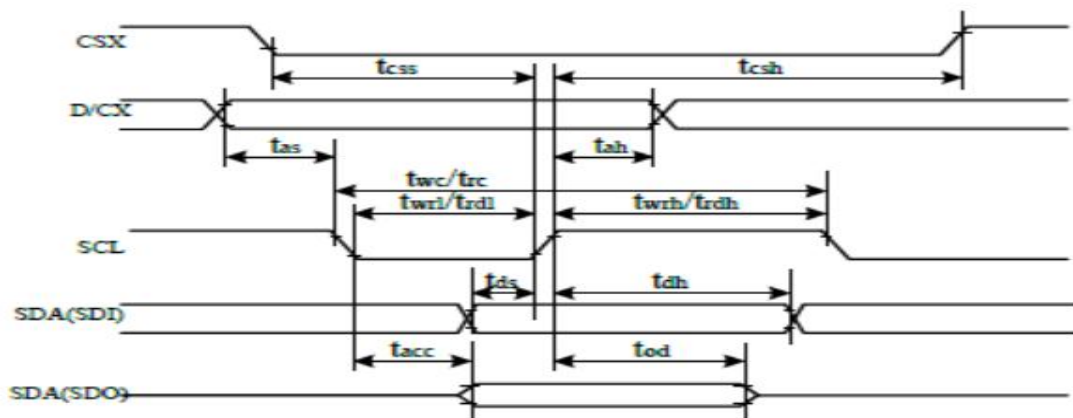 CSX
tcss tcsh
D/CX
tas tah
twc/trc
twrl/trdl twrh/trdh
SCL
tds tdh
SDA(SDI)
tacc tod
SDA(SDO)